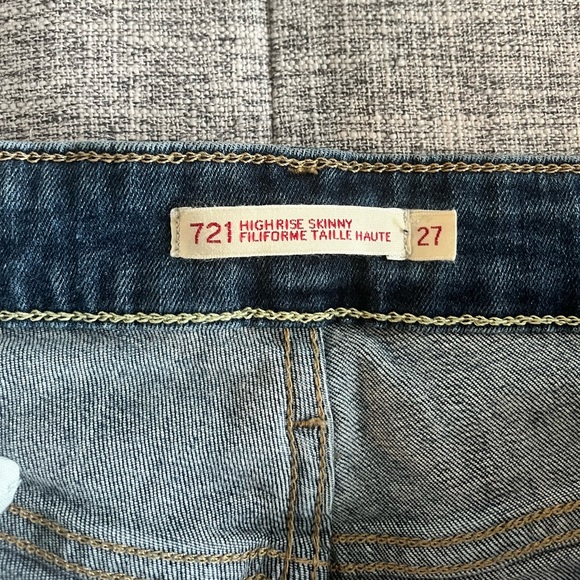 721 HIGH RISE SKINNY
FILIFORME TAILLE HAUTE
27